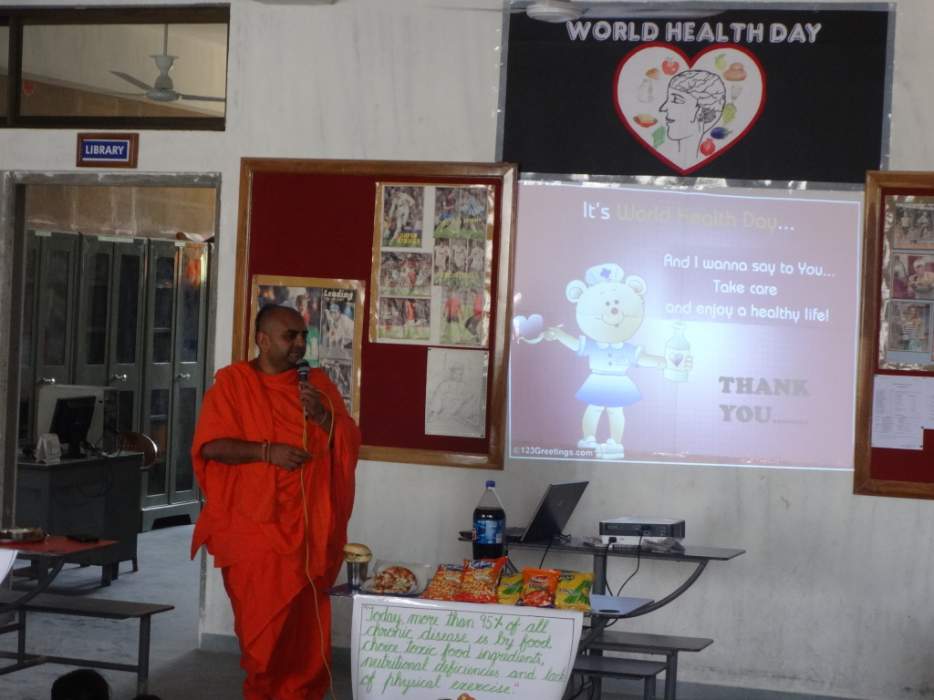 WORLD HEALTH DAY
LIBRARY
It's World health Day...
And I wanna say to You...
Take care
and enjoy a healthy life!
THANK
YOU.........
©123Greetings.com
Leading
Today, more than 95% of all
chronic disease is by food
choice toxic food ingredients,
nutritional deficiencies and lack
of physical exercise."